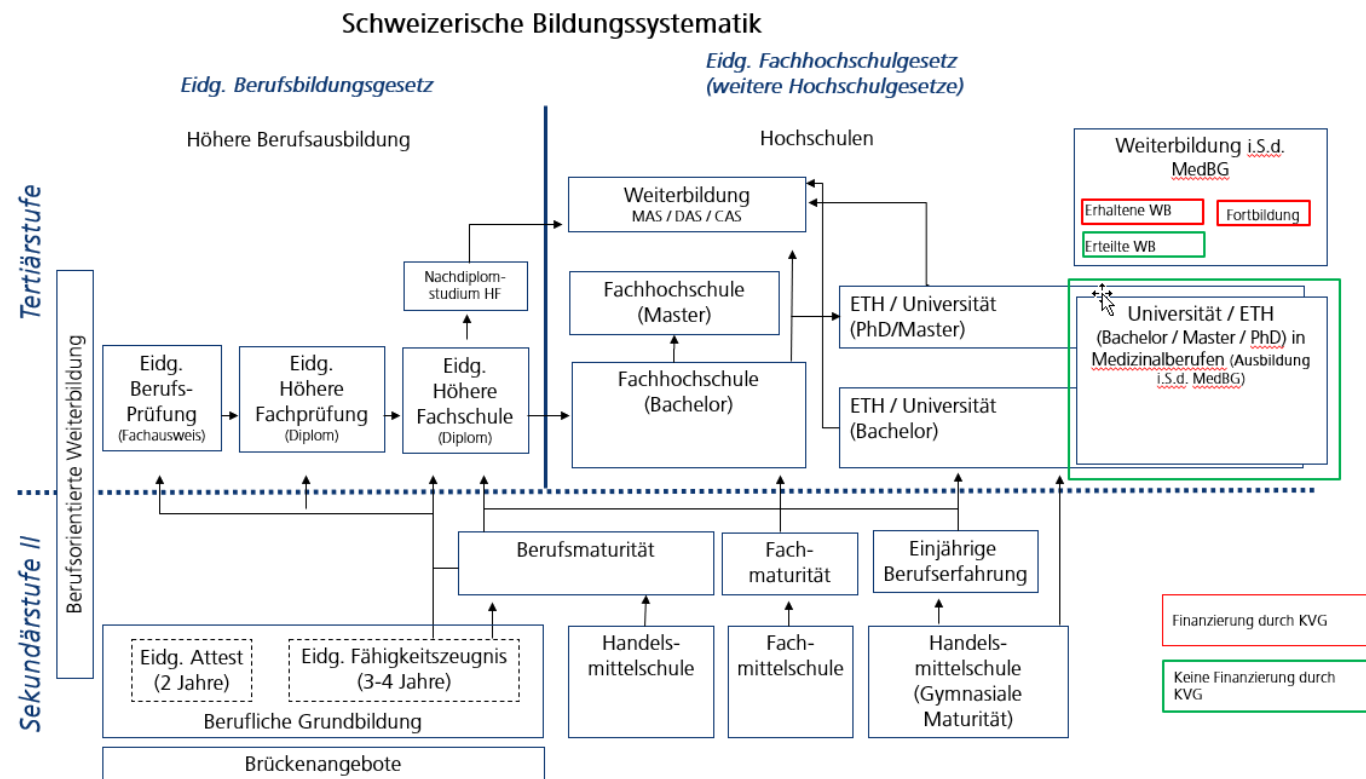 Schweizerische Bildungssystematik
Eidg. Berufsbildungsgesetz
Eidg. Fachhochschulgesetz
(weitere Hochschulgesetze)
Höhere Berufsausbildung
Hochschulen
Tertiärstufe
Sekundärstufe II
Berufsorientierte Weiterbildung
Weiterbildung i.S.d.
MedBG
Erhaltene WB
Fortbildung
Erteilte WB
Weiterbildung
MAS / DAS / CAS
Nachdiplom-
studium HF
Fachhochschule
(Master)
ETH / Universität
(PhD/Master)
Universität / ETH
(Bachelor / Master / PhD) in
Medizinalberufen (Ausbildung
i.S.d. MedBG)
Eidg.
Berufs-
Prüfung
(Fachausweis)
Eidg.
Höhere
Fachprüfung
(Diplom)
Eidg.
Höhere
Fachschule
(Diplom)
Fachhochschule
(Bachelor)
ETH / Universität
(Bachelor)
Berufsmaturität
Fach-
maturität
Einjährige
Berufserfahrung
Eidg. Attest
(2 Jahre)
Eidg. Fähigkeitszeugnis
(3-4 Jahre)
Berufliche Grundbildung
Handels-
mittelschule
Fach-
mittelschule
Handels-
mittelschule
(Gymnasiale
Maturität)
Finanzierung durch KVG
Keine Finanzierung durch
KVG
Brückenangebote